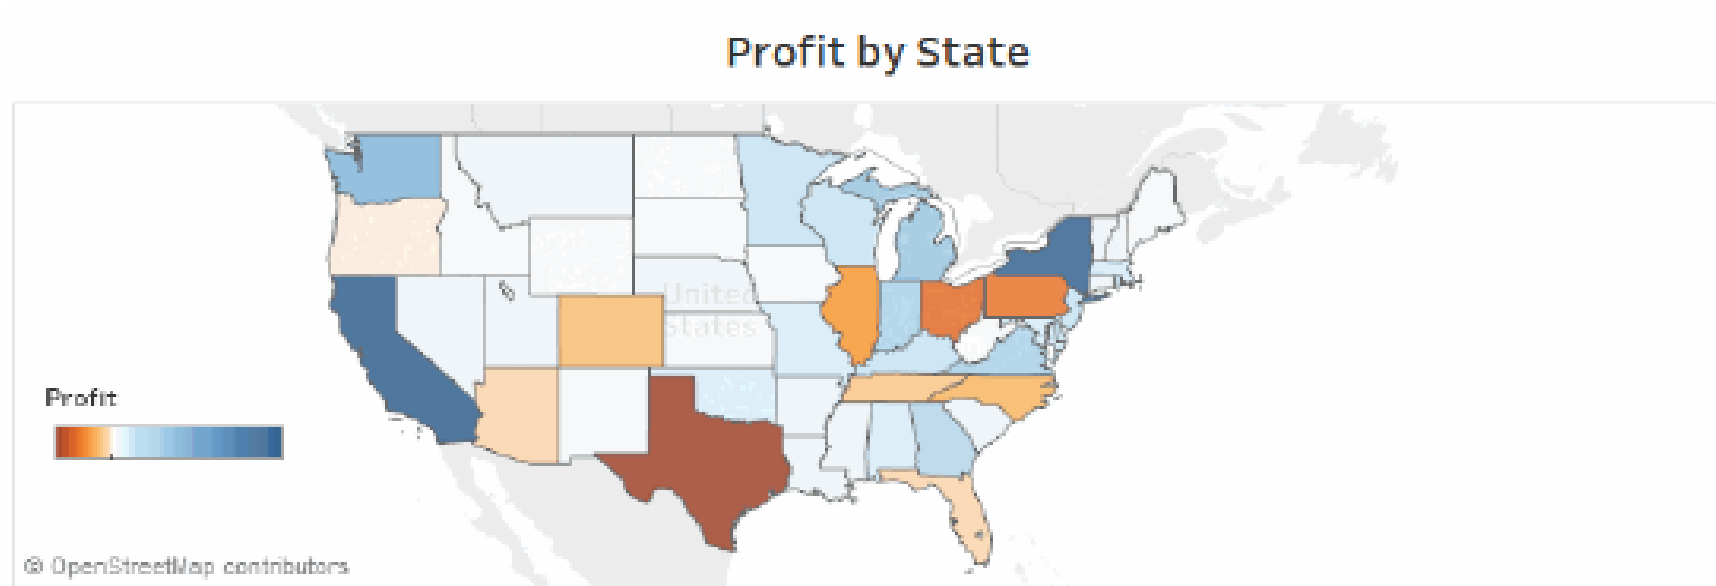 Profit by State
United
States
Profit
© OpenStreetMap contributors